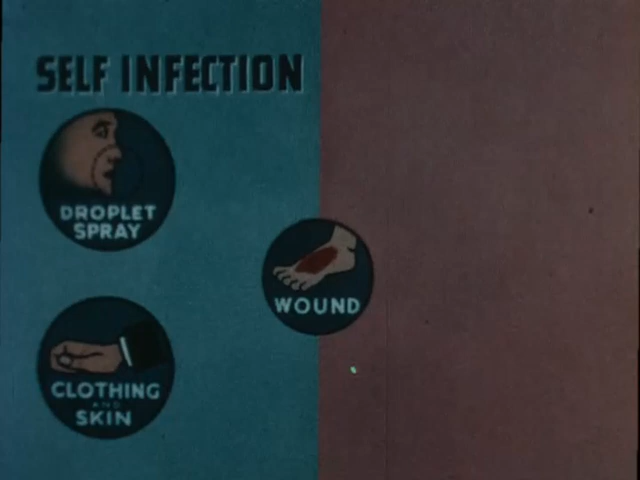 SELF INFECTION
DROPLET
SPRAY
WOUND
CLOTHING
AND
SKIN